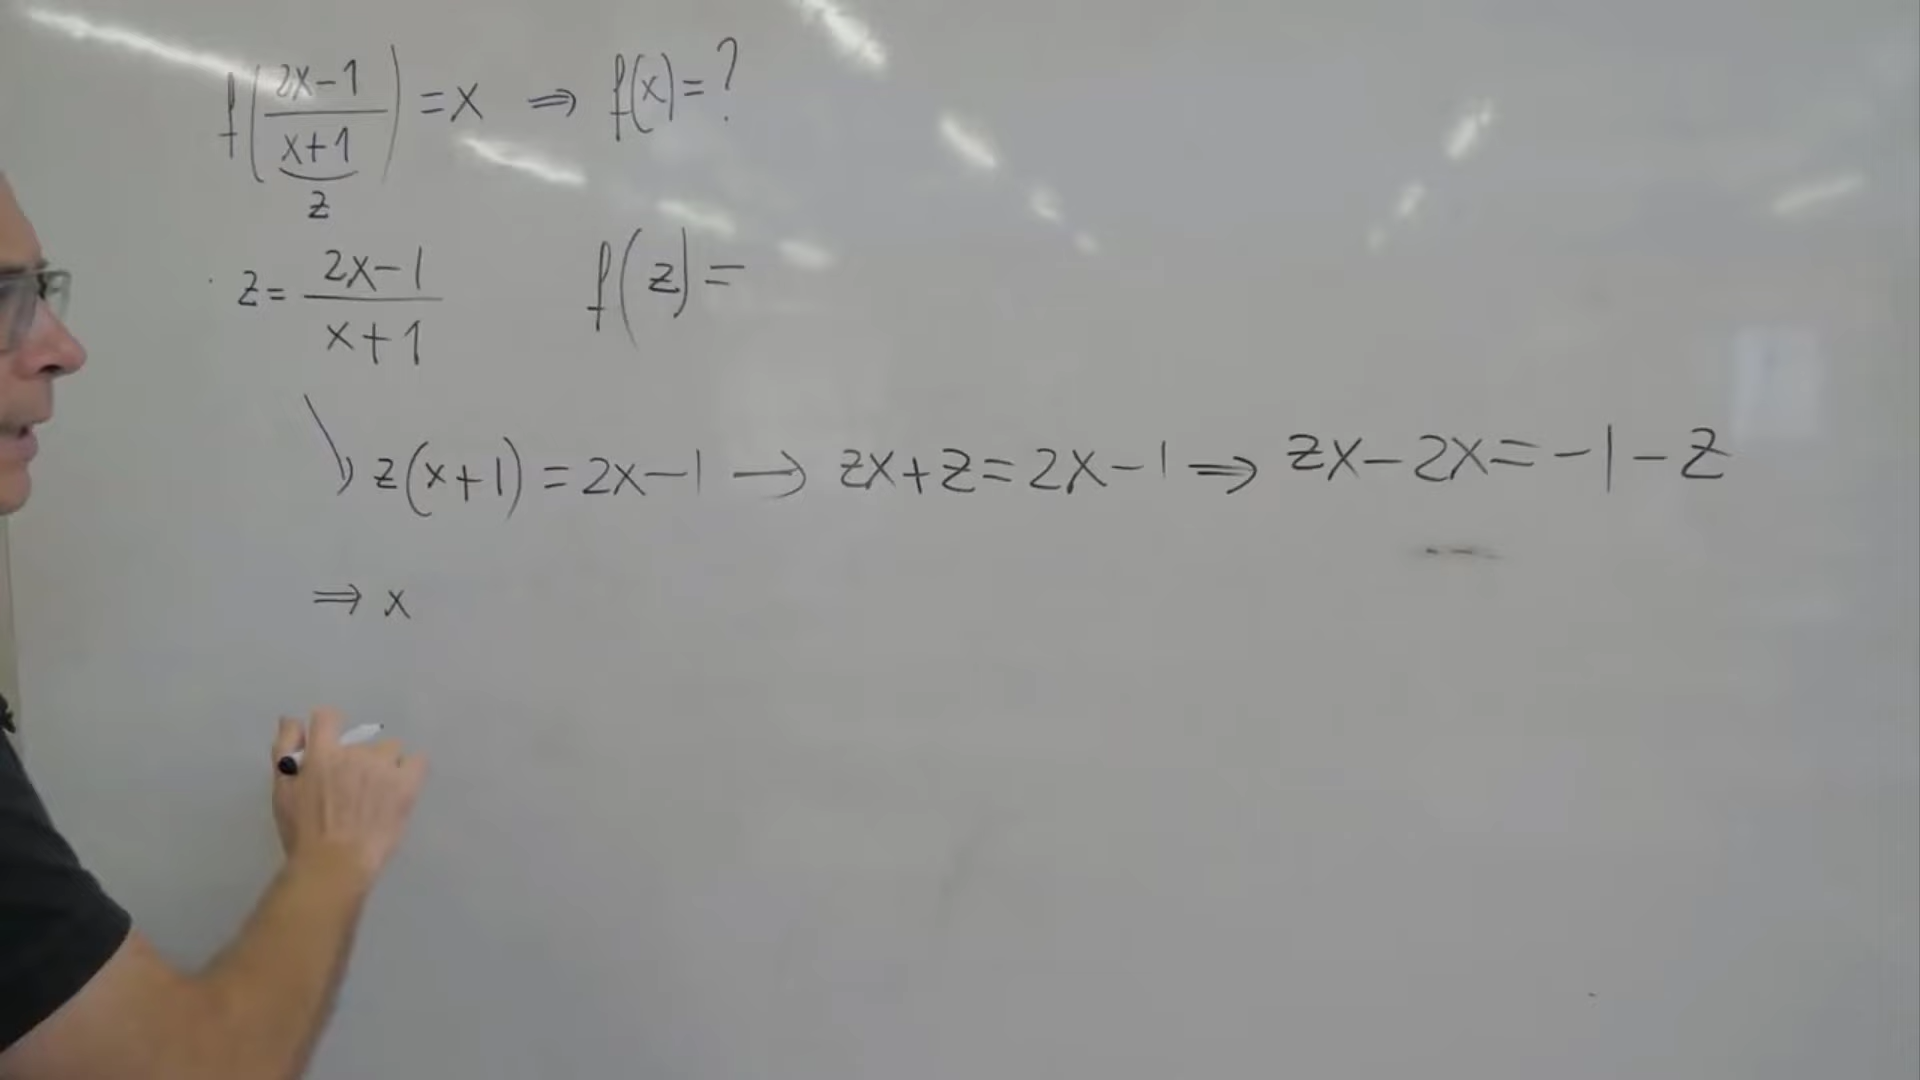 f((2x-1)/(x+1)) = x ⇒ f(x) = ?
z
z = (2x-1)/(x+1) f(z) =
z(x+1) = 2x-1 → zx+z = 2x-1 ⇒ zx-2x = -1-z
⇒ x